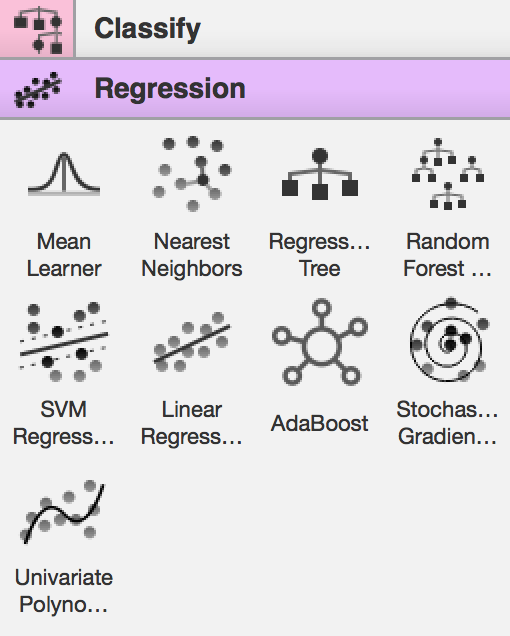 Classify
Regression
Mean
Learner
Nearest
Neighbors
Regress...
Tree
Random
Forest ...
SVM
Regress...
Linear
Regress...
AdaBoost
Stochas...
Gradien...
Univariate
Polyno...